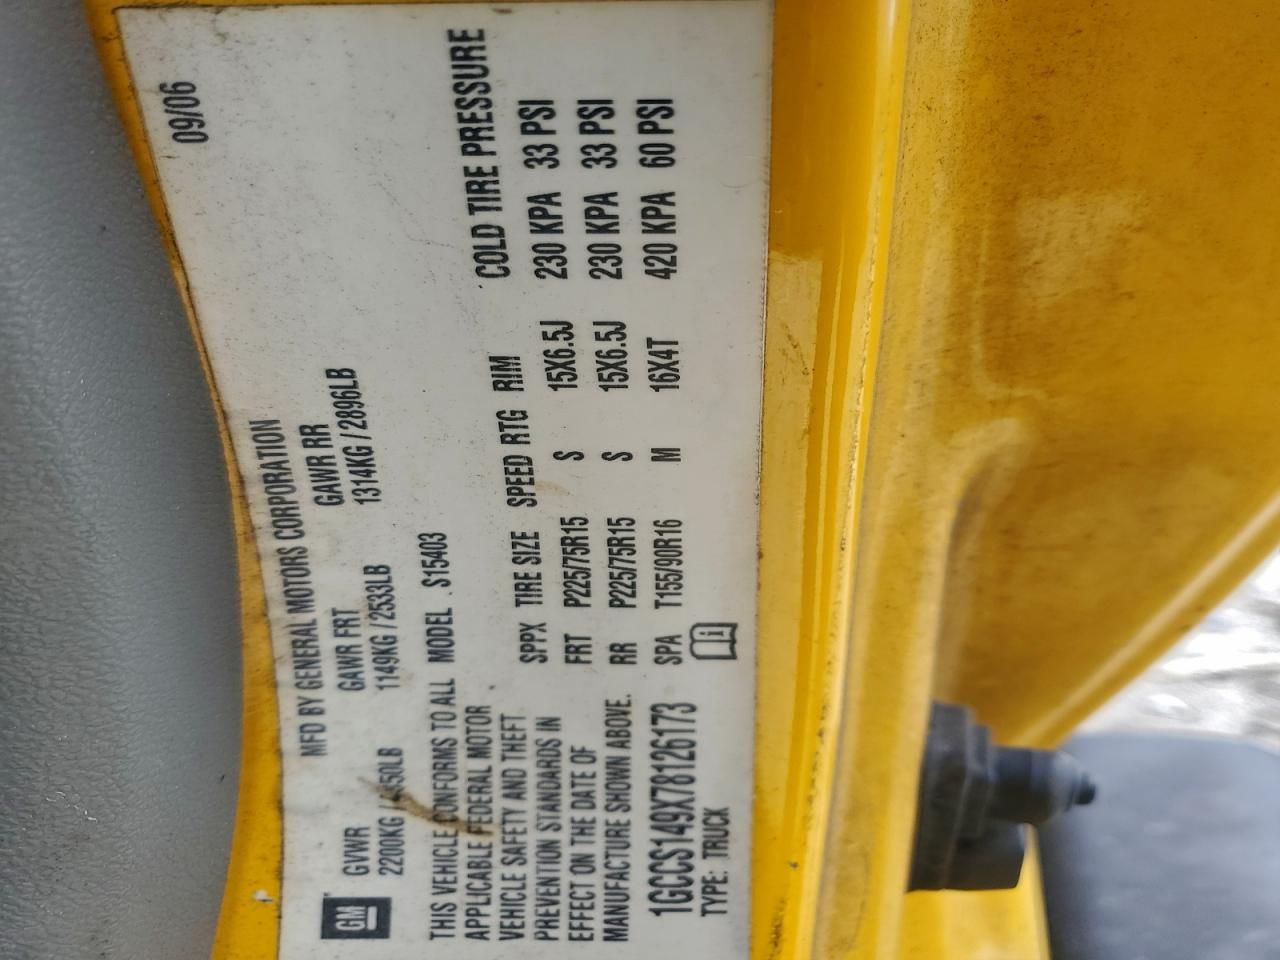 09/06
MFD BY GENERAL MOTORS CORPORATION
GM
GVWR GAWR FRT GAWR RR
2200KG / 4850LB 1149KG / 2533LB 1314KG / 2896LB
THIS VEHICLE CONFORMS TO ALL
APPLICABLE FEDERAL MOTOR
VEHICLE SAFETY AND THEFT
PREVENTION STANDARDS IN
EFFECT ON THE DATE OF
MANUFACTURE SHOWN ABOVE.
MODEL S15403
COLD TIRE PRESSURE
SPPX TIRE SIZE SPEED RTG RIM
FRT P225/75R15 S 15X6.5J 230 KPA 33 PSI
RR P225/75R15 S 15X6.5J 230 KPA 33 PSI
SPA T155/90R16 M 16X4T 420 KPA 60 PSI
1GCCS149X78126173
TYPE: TRUCK